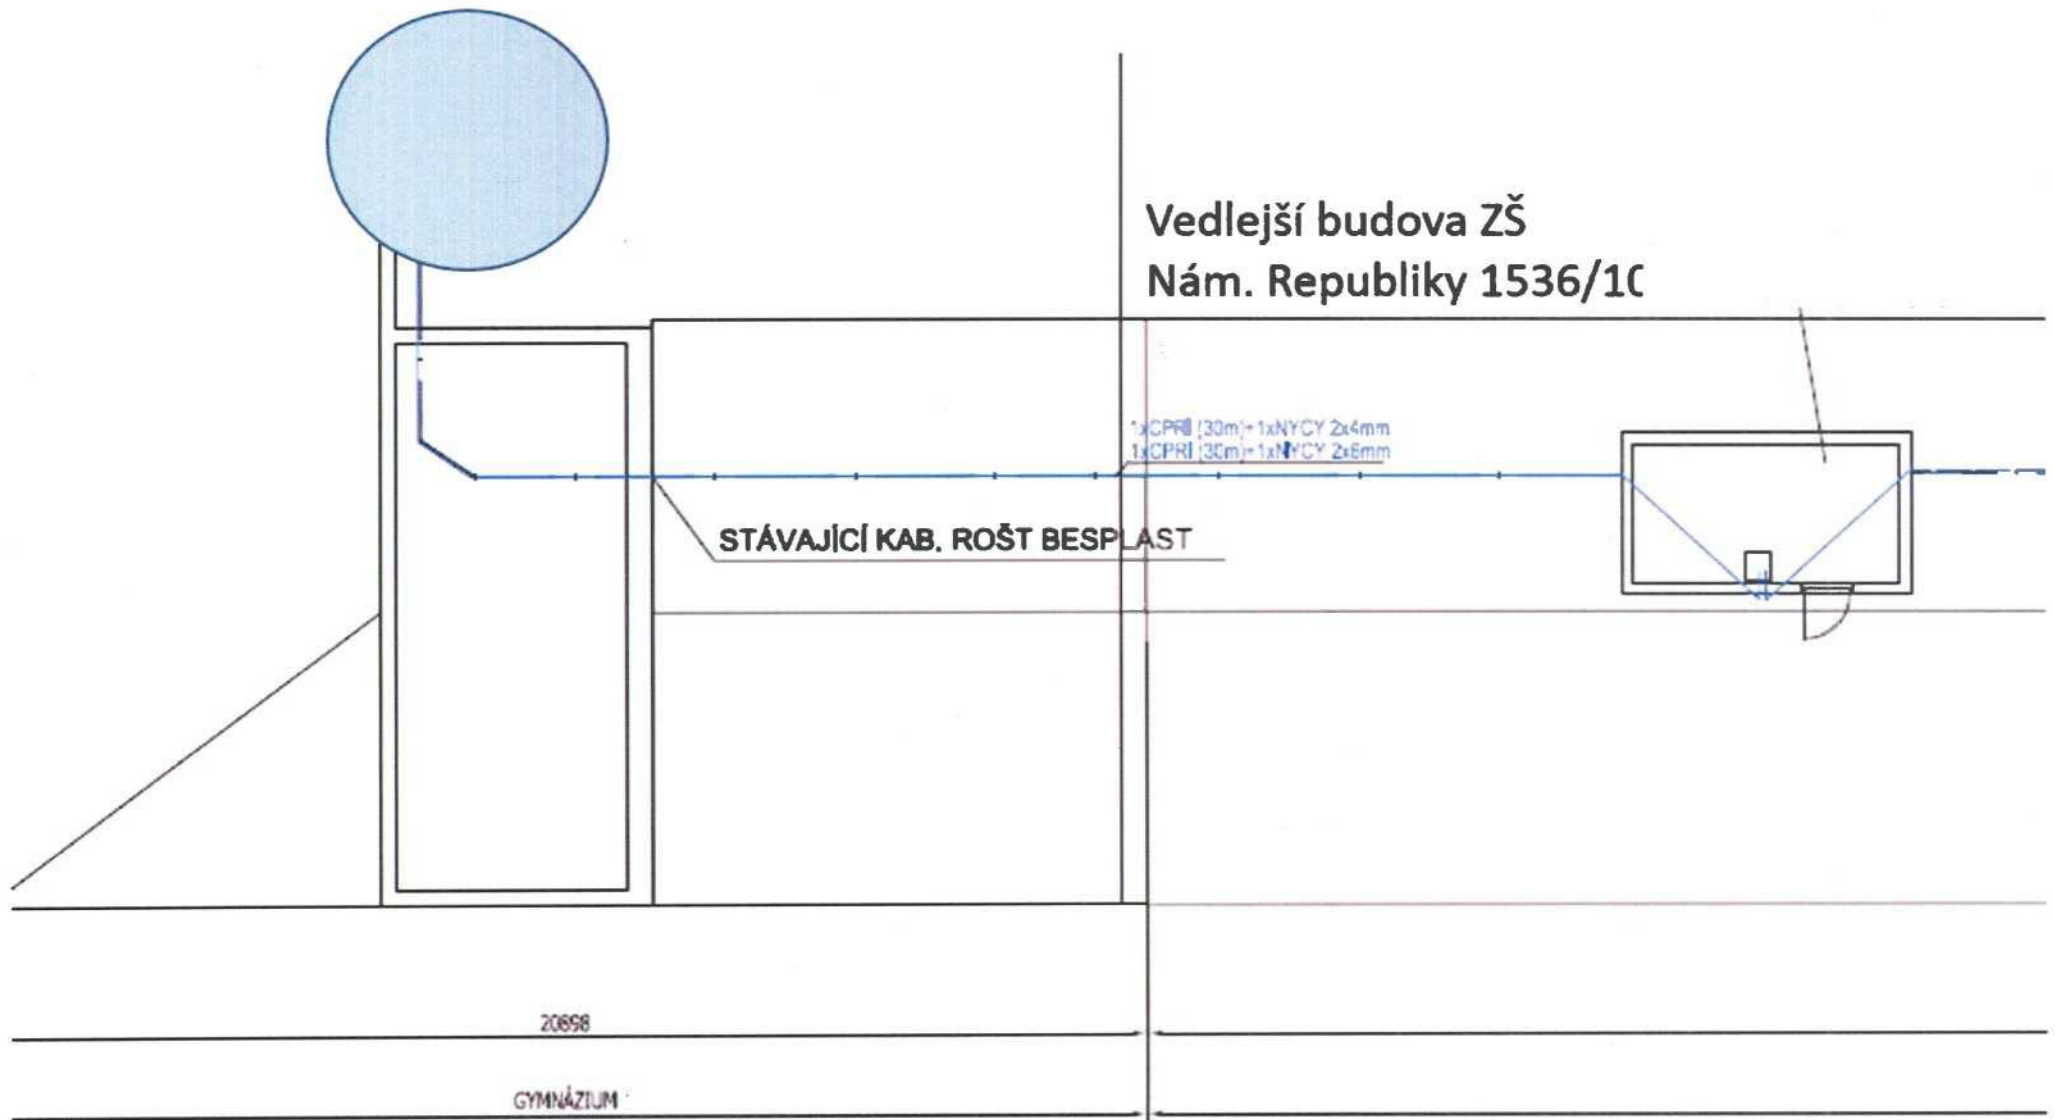 Vedlejší budova ZŠ
Nám. Republiky 1536/10
1xCPRI (30m)+1xNYCY 2x4mm
1xCPRI (30m)+1xNYCY 2x6mm
STÁVAJÍCÍ KAB. ROŠT BESPLAST
20898
GYMNÁZIUM